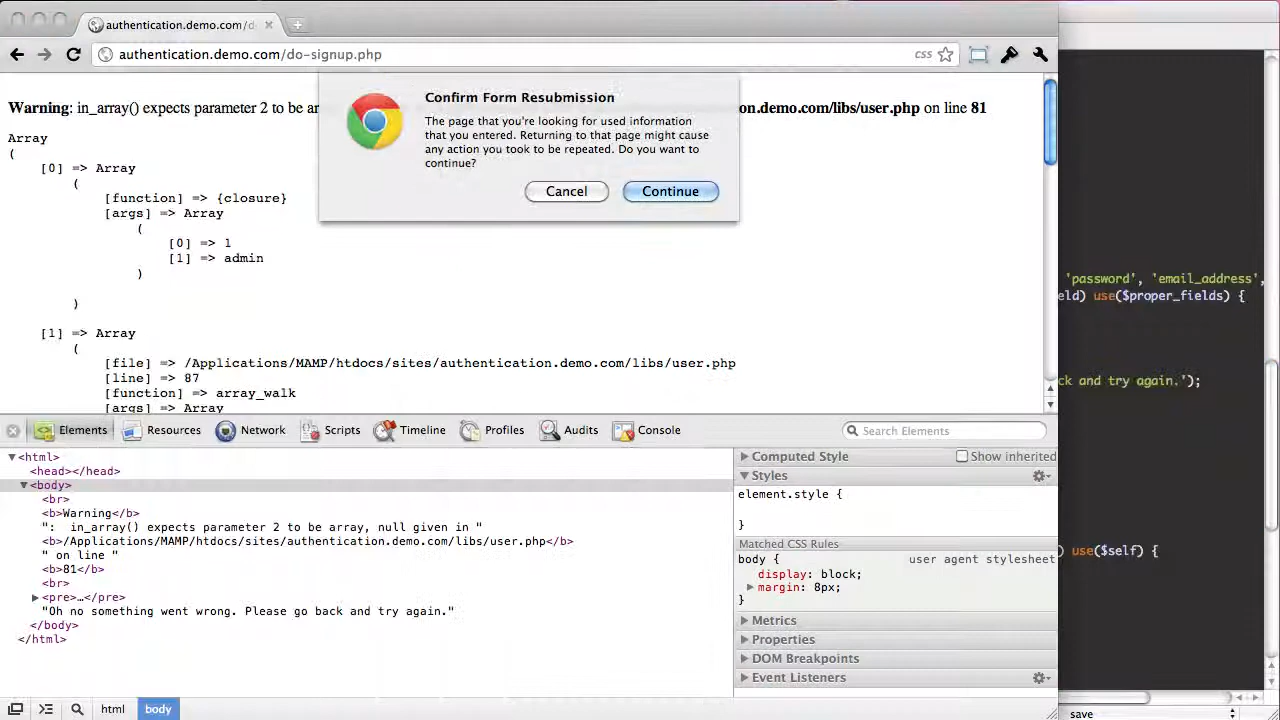 authentication.demo.com/do
authentication.demo.com/do-signup.php
css
Warning: in_array() expects parameter 2 to be ar
on.demo.com/libs/user.php on line 81
Confirm Form Resubmission
The page that you're looking for used information
that you entered. Returning to that page might cause
any action you took to be repeated. Do you want to
continue?
Cancel
Continue
Array
(
[0] => Array
(
[function] => {closure}
[args] => Array
(
[0] => 1
[1] => admin
)
)
[1] => Array
(
[file] => /Applications/MAMP/htdocs/sites/authentication.demo.com/libs/user.php
[line] => 87
[function] => array_walk
[args] => Array
'password', 'email_address',
eld) use($proper_fields) {
ck and try again.');
) use($self) {
Elements
Resources
Network
Scripts
Timeline
Profiles
Audits
Console
Search Elements
<html>
<head></head>
<body>
<br>
<b>Warning</b>
":  in_array() expects parameter 2 to be array, null given in "
<b>/Applications/MAMP/htdocs/sites/authentication.demo.com/libs/user.php</b>
" on line "
<b>81</b>
<br>
<pre>…</pre>
"Oh no something went wrong. Please go back and try again."
</body>
</html>
Computed Style
Show inherited
Styles
element.style {
}
Matched CSS Rules
body {
user agent stylesheet
display: block;
margin: 8px;
}
Metrics
Properties
DOM Breakpoints
Event Listeners
html
body
save